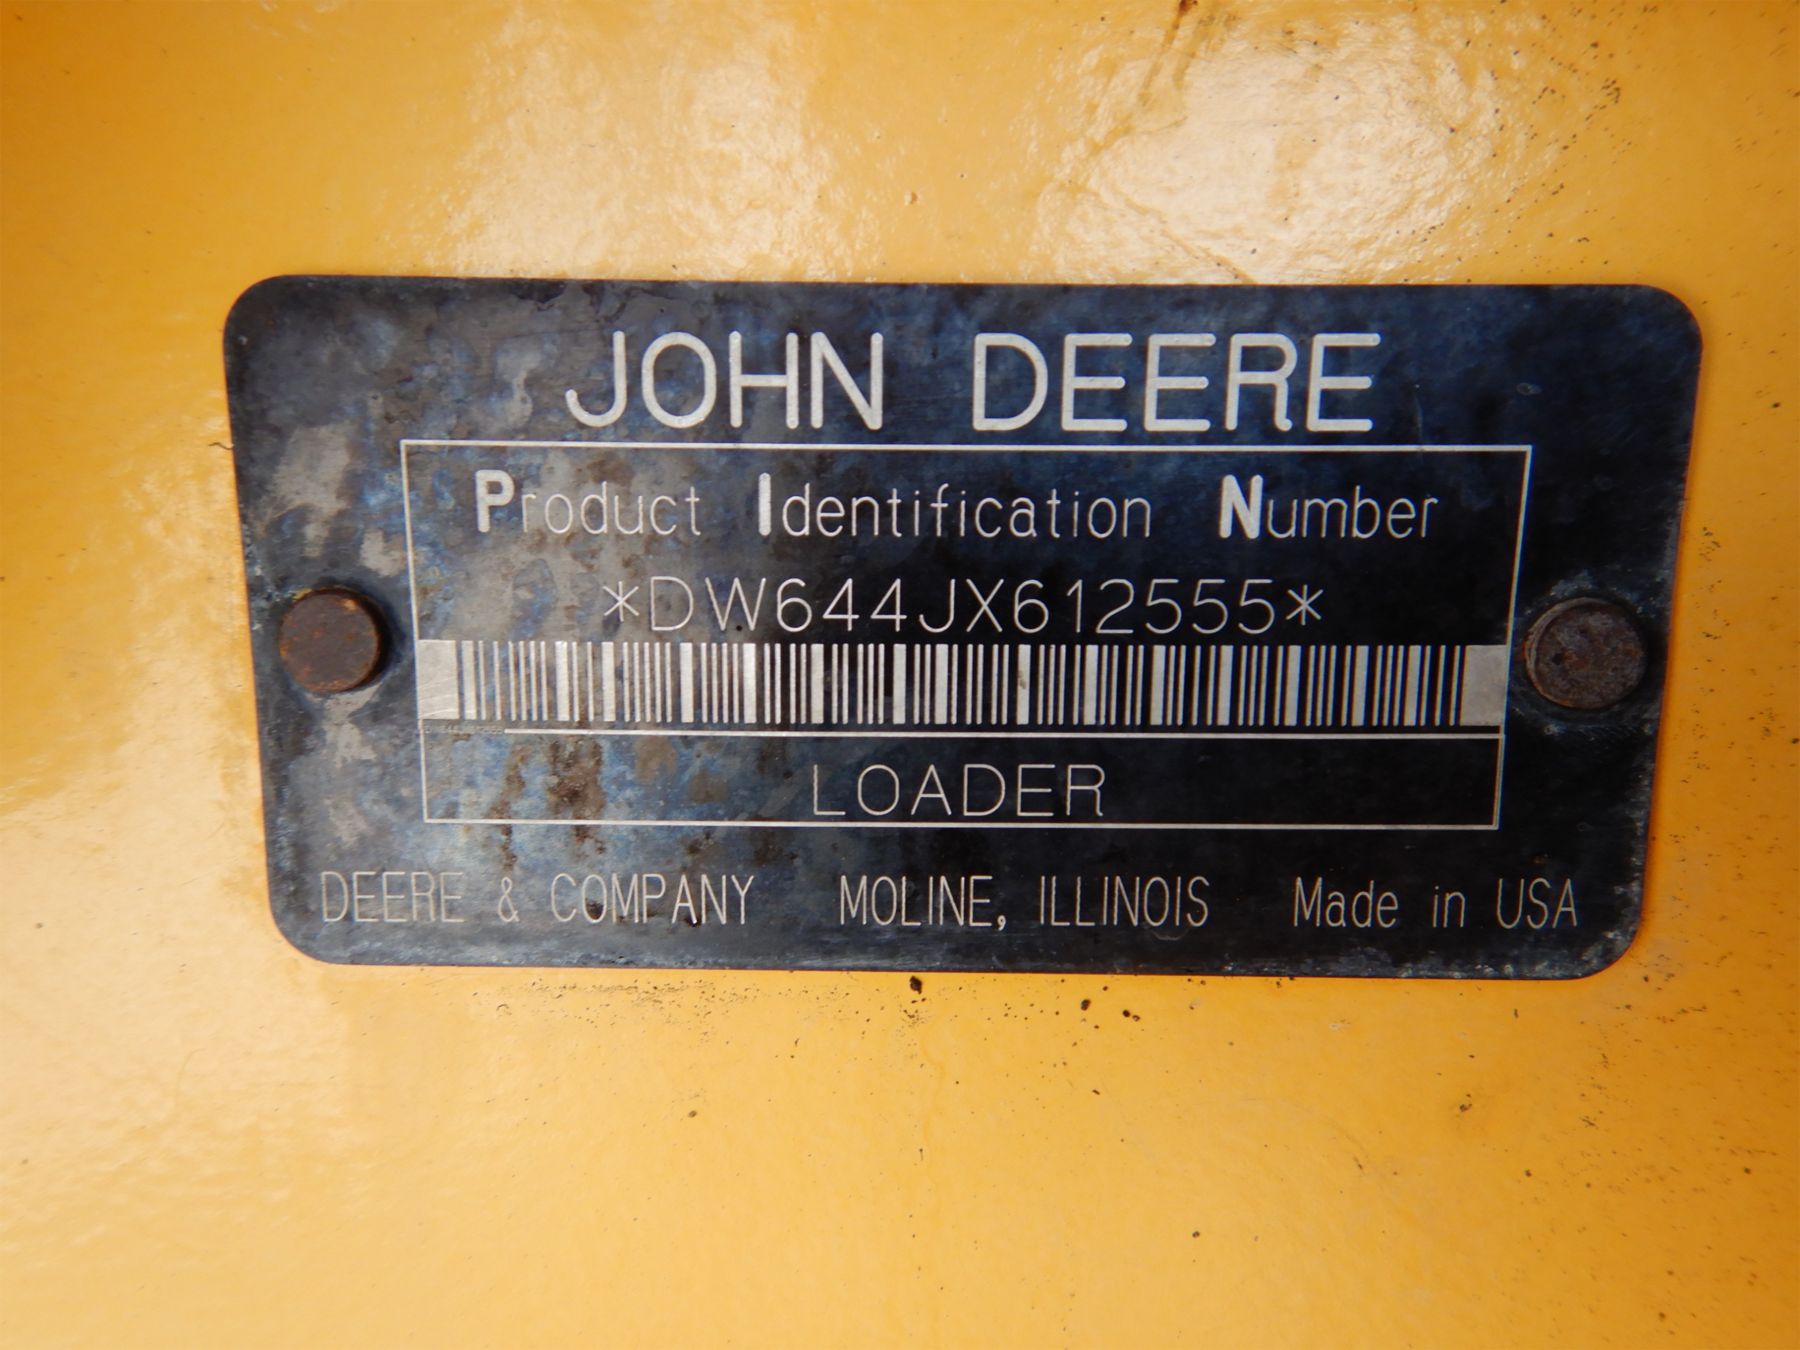 JOHN DEERE
Product Identification Number
*DW644JX612555*
LOADER
DEERE & COMPANY MOLINE, ILLINOIS Made in USA